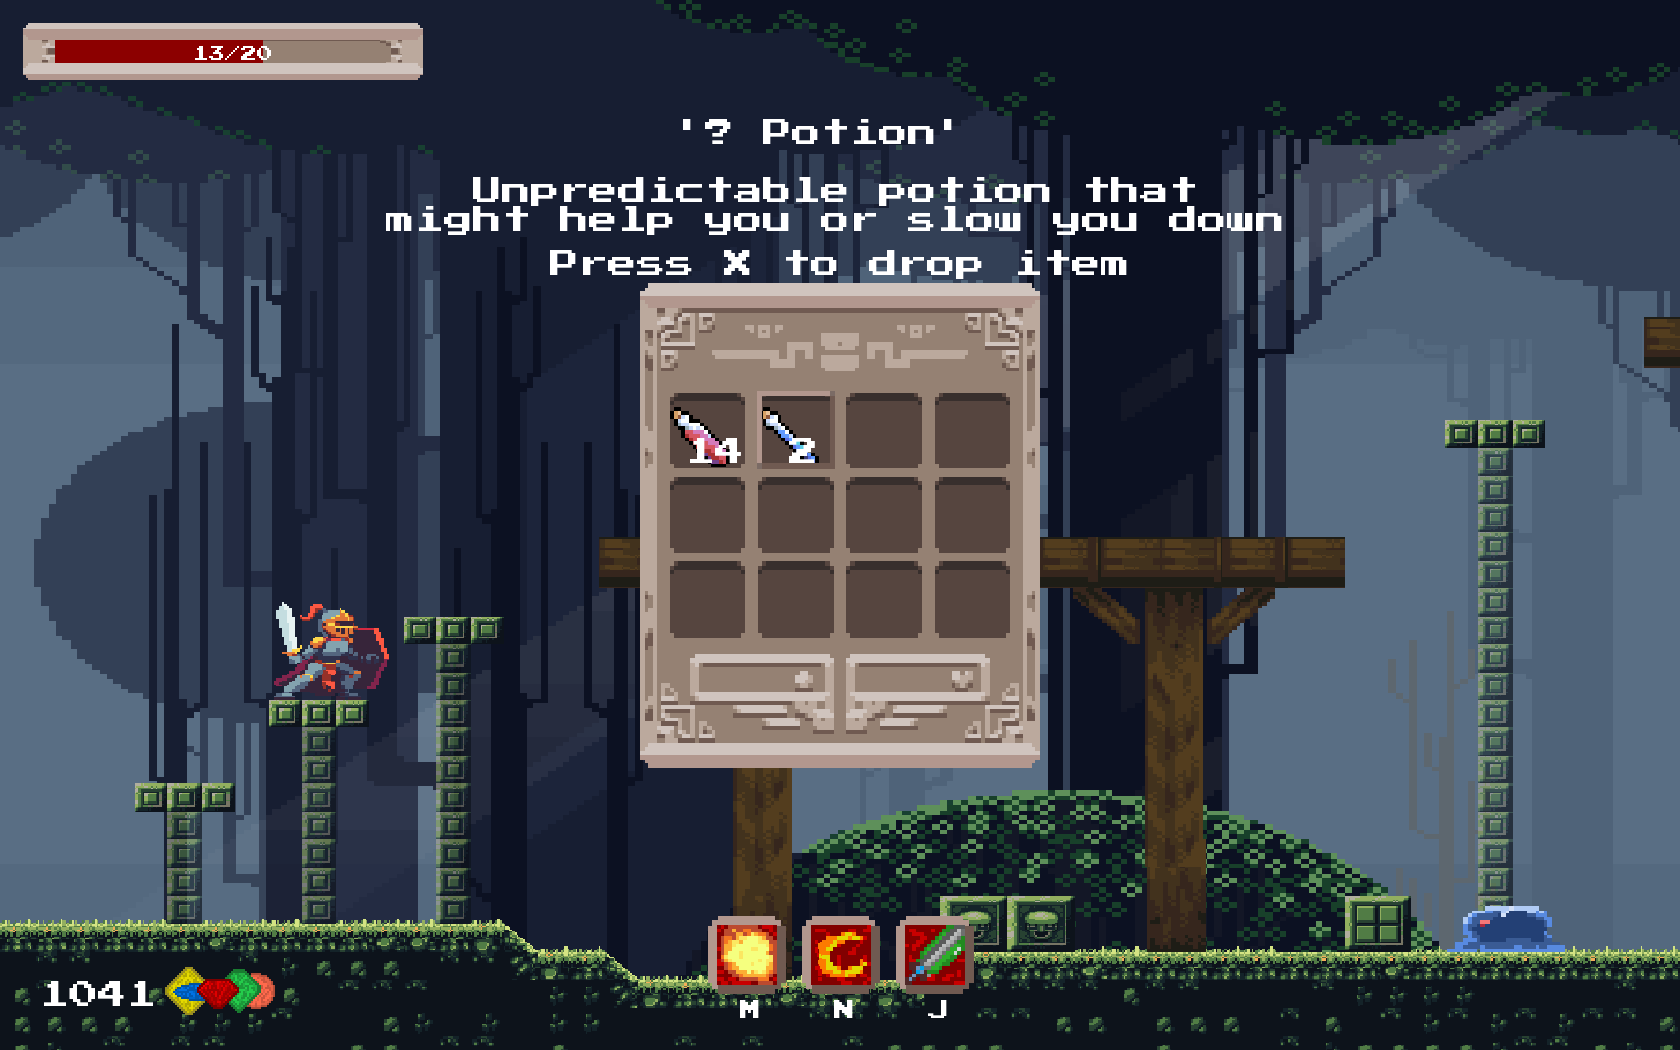 13/20
'? Potion'
Unpredictable potion that
might help you or slow you down
Press X to drop item
14
2
1041
M
N
J